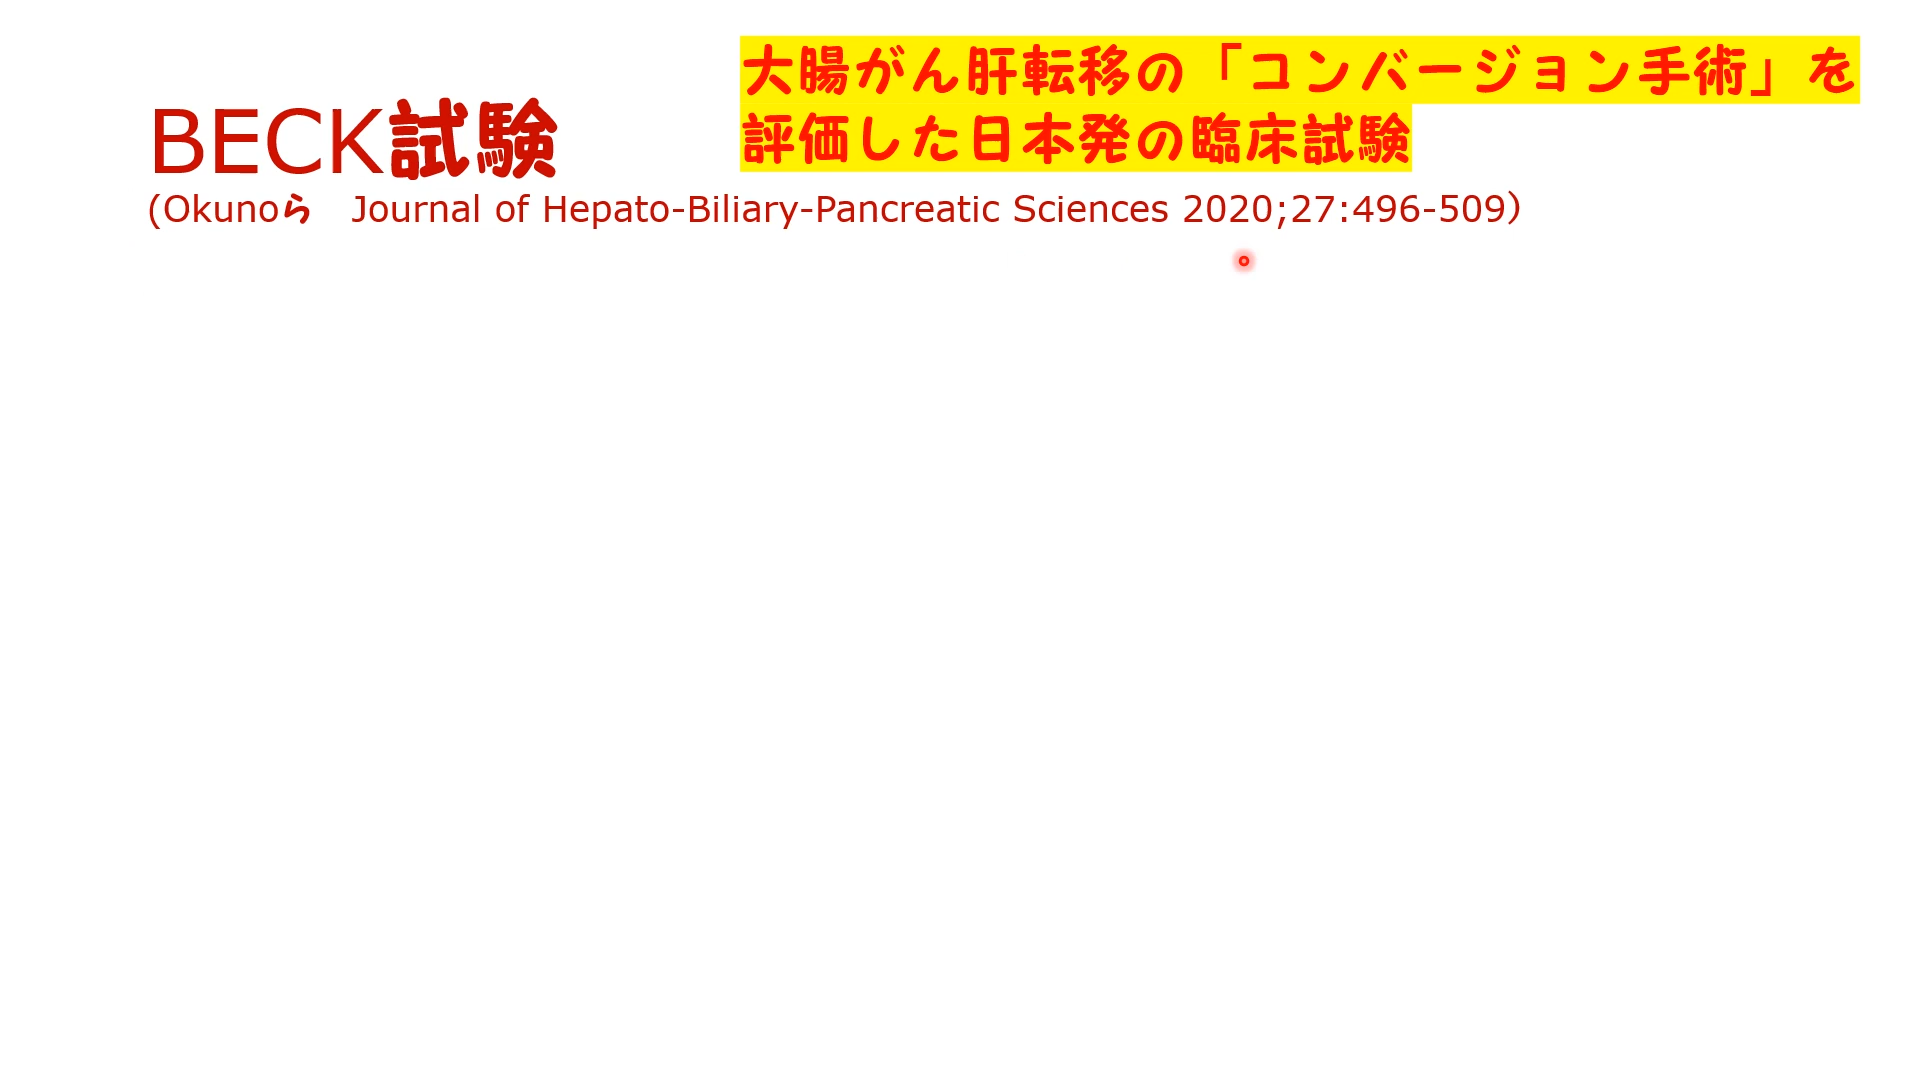 大腸がん肝転移の「コンバージョン手術」を
評価した日本発の臨床試験
BECK試験
(Okunoら　Journal of Hepato-Biliary-Pancreatic Sciences 2020;27:496-509）